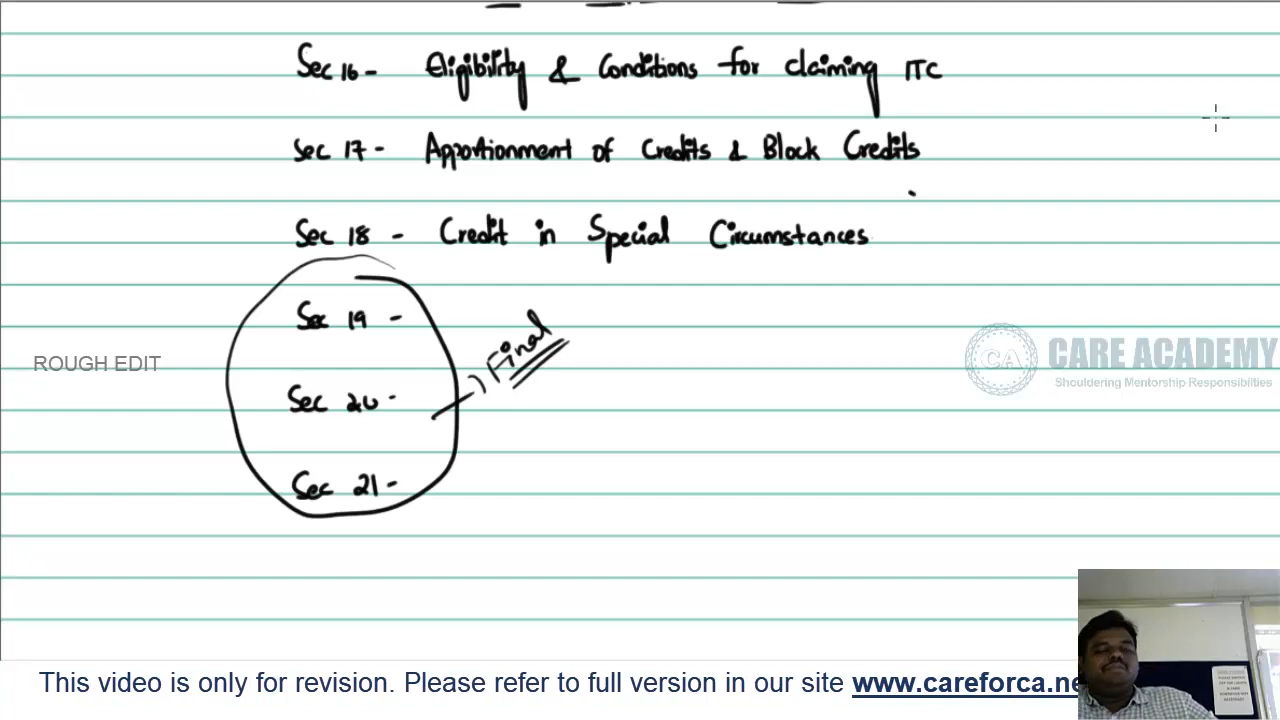 Sec 16 - Eligibility & Conditions for claiming ITC
Sec 17 - Apportionment of Credits & Block Credits
Sec 18 - Credit in Special Circumstances
Sec 19 -
Final
ROUGH EDIT
CA
CARE ACADEMY
Shouldering Mentorship Responsibilties
Sec 20 -
Sec 21 -
This video is only for revision. Please refer to full version in our site www.careforca.ne